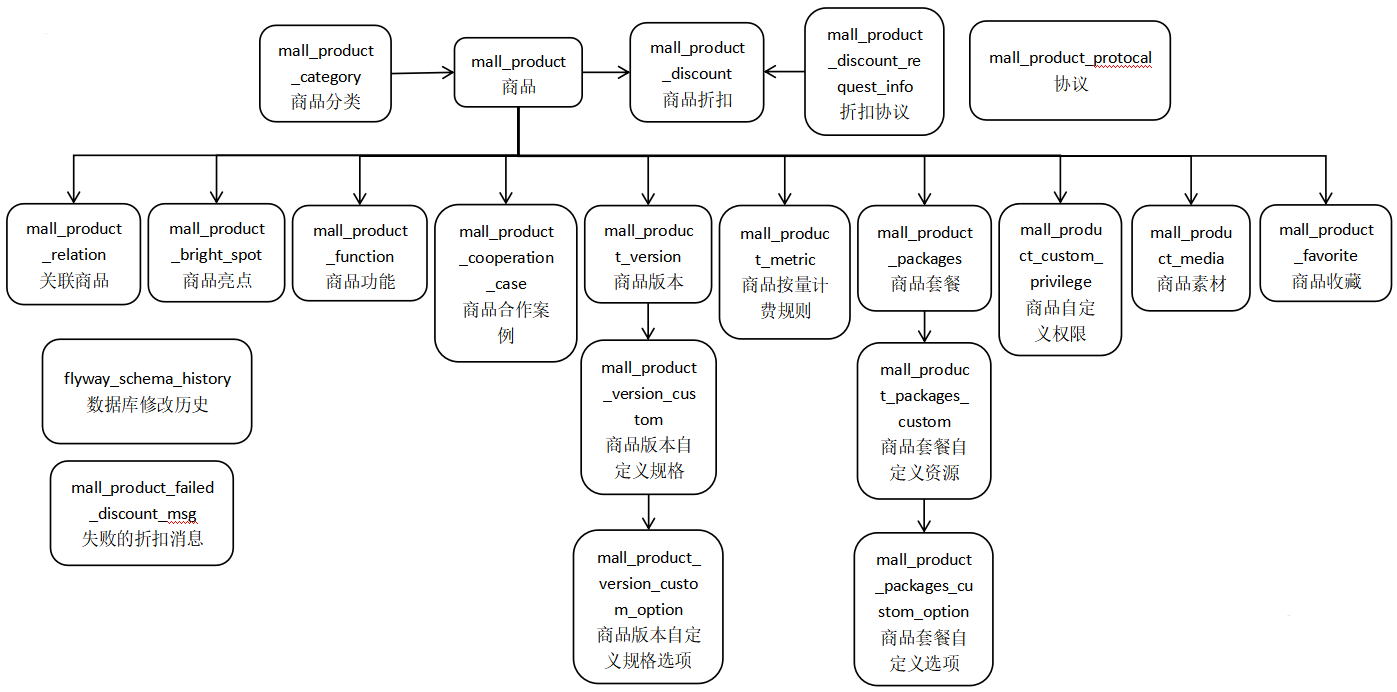 mall_product
_category
商品分类
mall_product
商品
mall_product
_discount
商品折扣
mall_product
_discount_re
quest_info
折扣协议
mall_product_protocal
协议
mall_product
_relation
关联商品
mall_product
_bright_spot
商品亮点
mall_product
_function
商品功能
mall_product
_cooperation
_case
商品合作案
例
mall_produc
t_version
商品版本
mall_produc
t_metric
商品按量计
费规则
mall_product
_packages
商品套餐
mall_produ
ct_custom_
privilege
商品自定
义权限
mall_produ
ct_media
商品素材
mall_product
_favorite
商品收藏
flyway_schema_history
数据库修改历史
mall_product
_version_cus
tom
商品版本自
定义规格
mall_produc
t_packages_
custom
商品套餐自
定义资源
mall_product_failed
_discount_msg
失败的折扣消息
mall_product_
version_custo
m_option
商品版本自定
义规格选项
mall_product
_packages_cu
stom_option
商品套餐自
定义选项